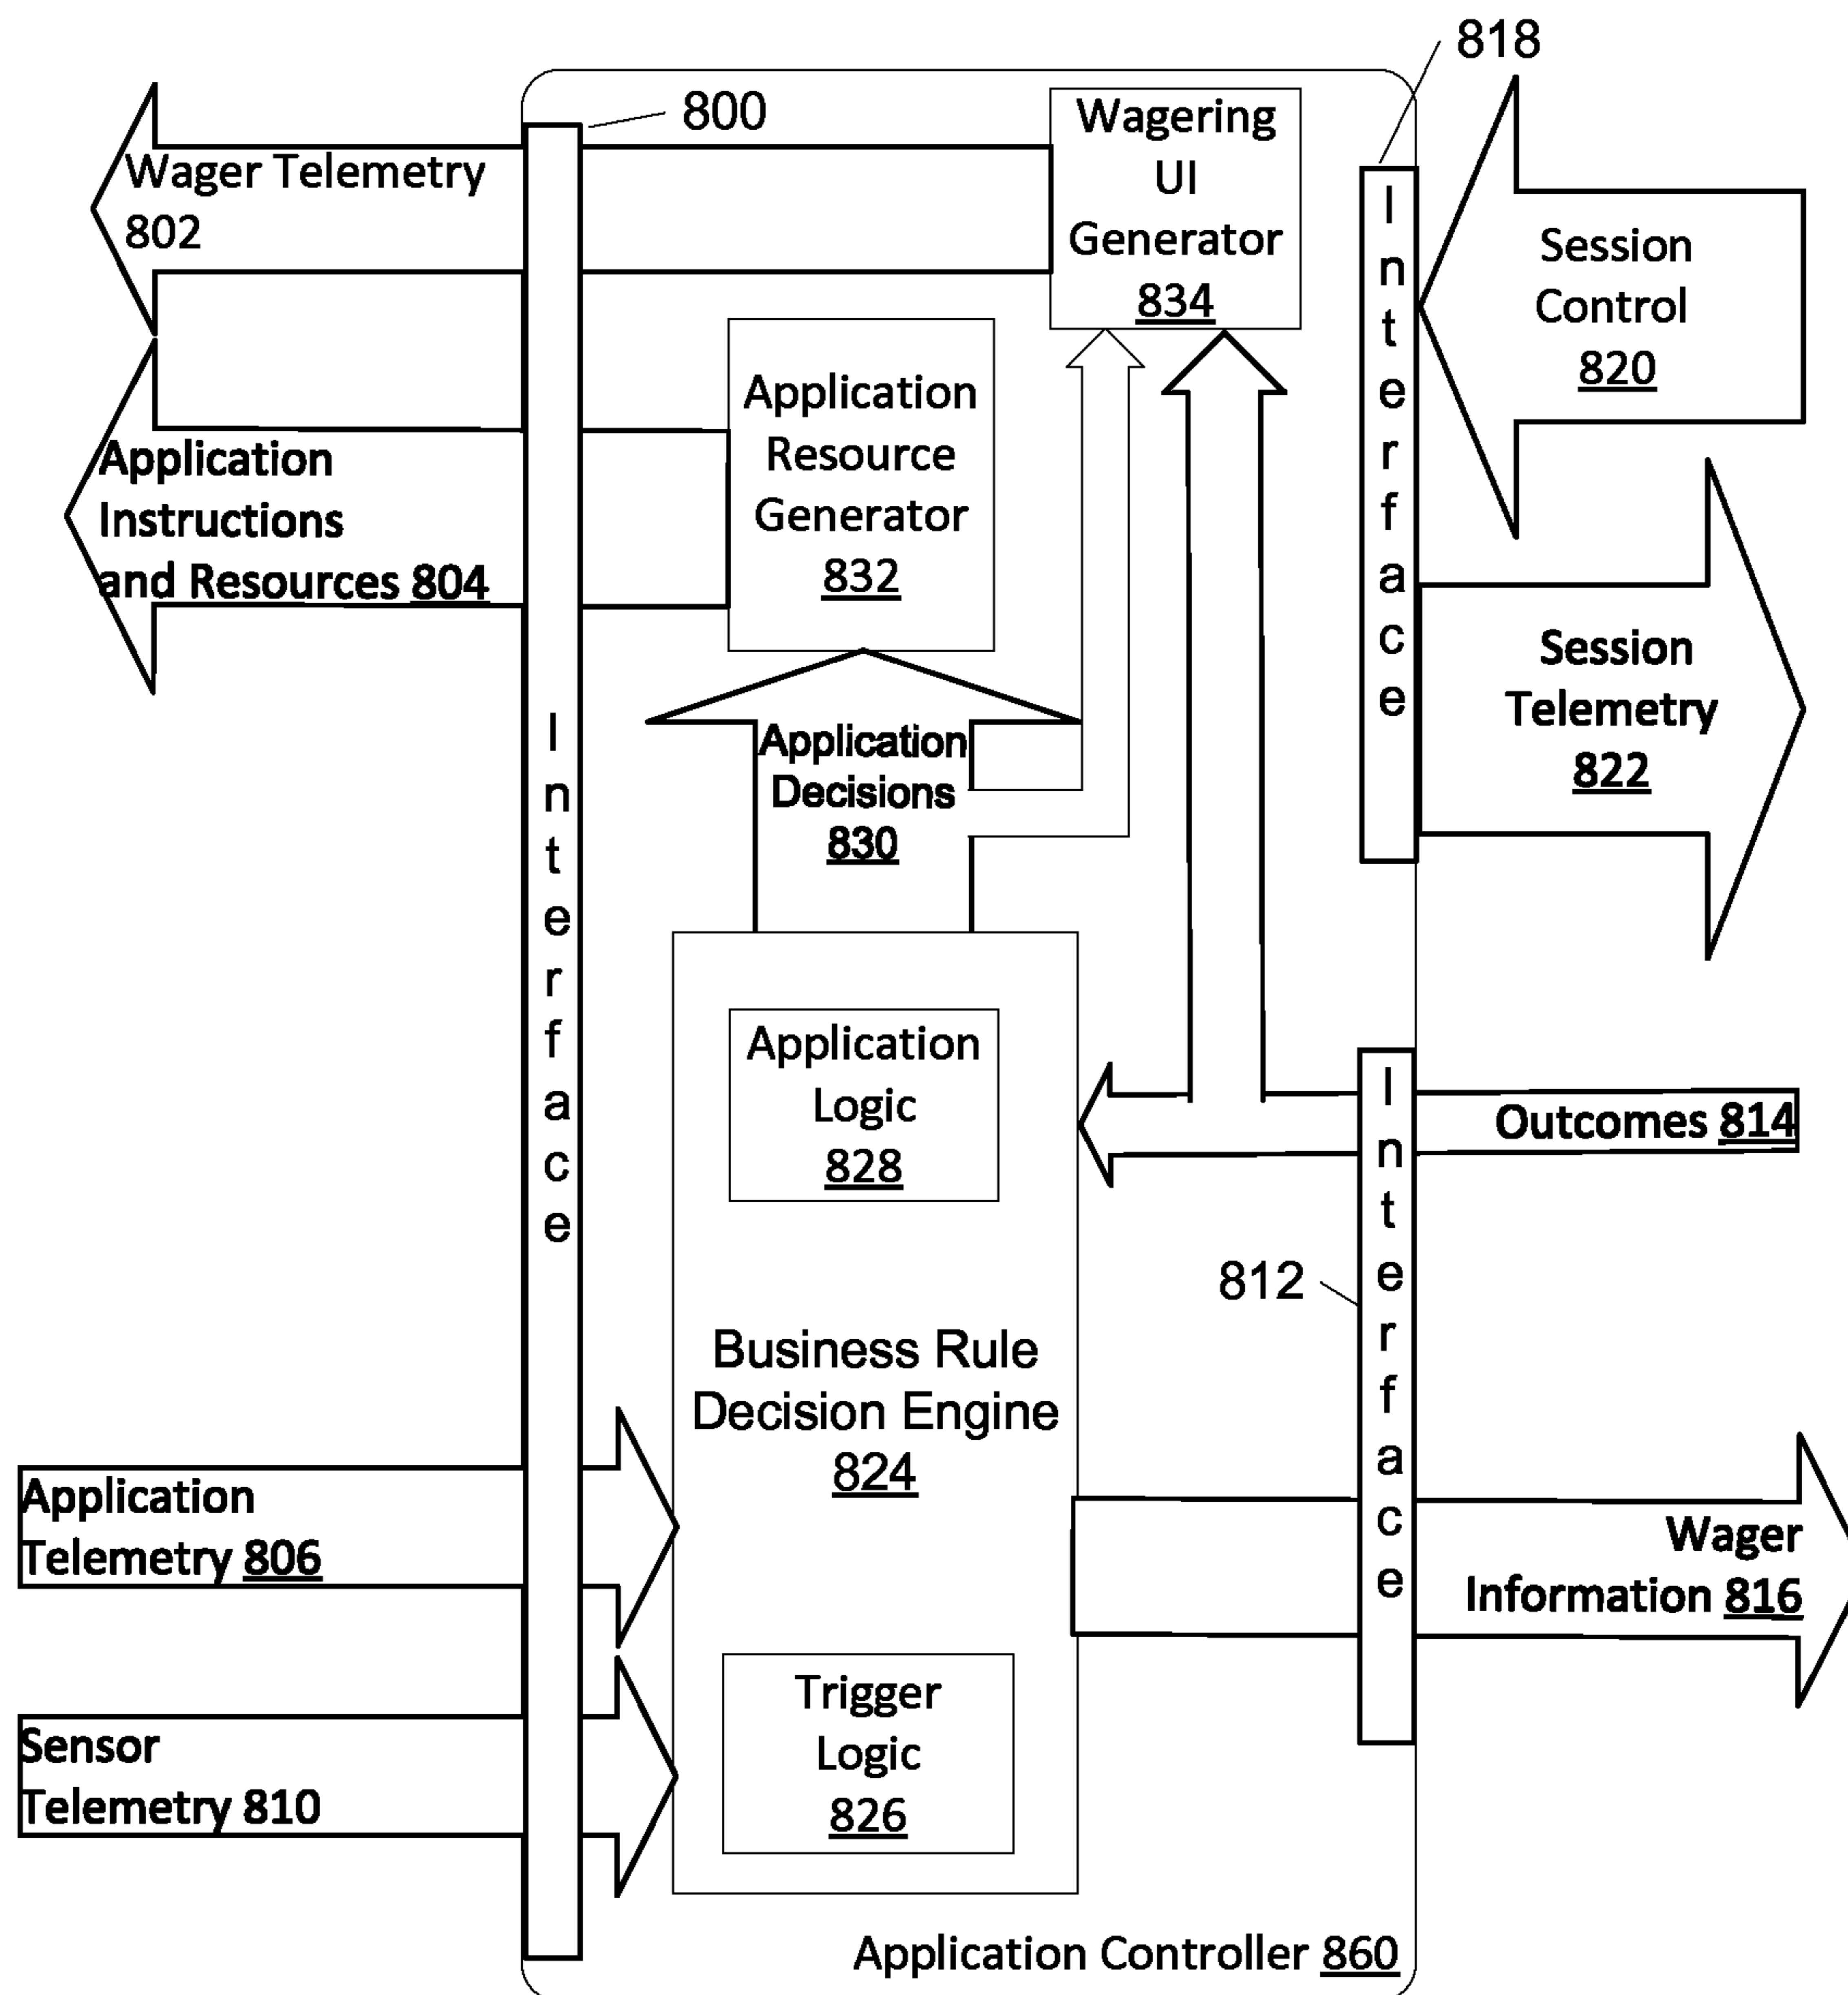 818
800
Wagering
UI
Generator
834
Wager Telemetry
802
Interface
Session
Control
820
Application
Resource
Generator
832
Application
Instructions
and Resources 804
Session
Telemetry
822
Interface
Application
Decisions
830
Application
Logic
828
Interface
Outcomes 814
812
Business Rule
Decision Engine
824
Application
Telemetry 806
Wager
Information 816
Trigger
Logic
826
Sensor
Telemetry 810
Application Controller 860